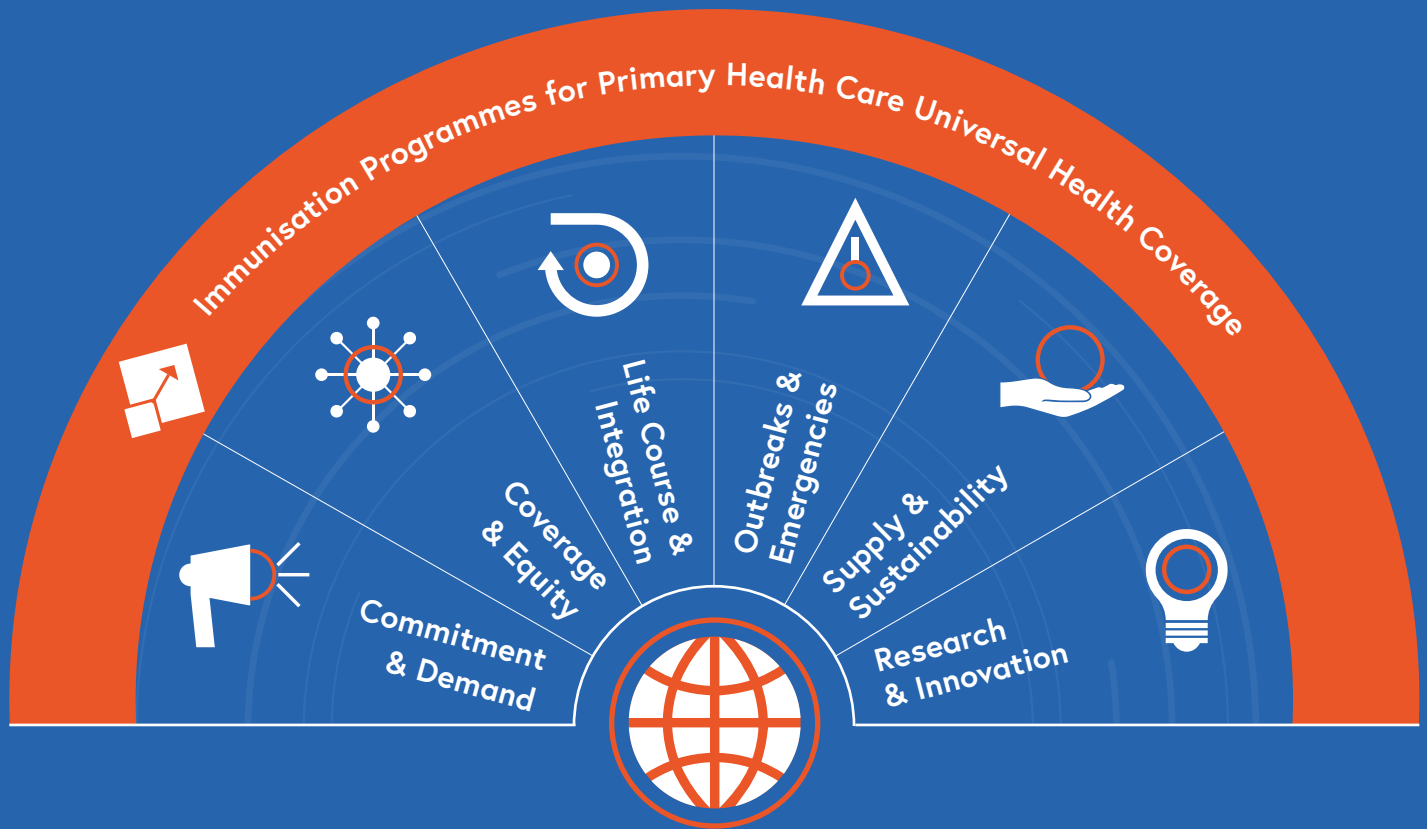 Immunisation Programmes for Primary Health Care Universal Health Coverage
Commitment
& Demand
Coverage
& Equity
Life Course &
Integration
Outbreaks &
Emergencies
Supply &
Sustainability
Research
& Innovation